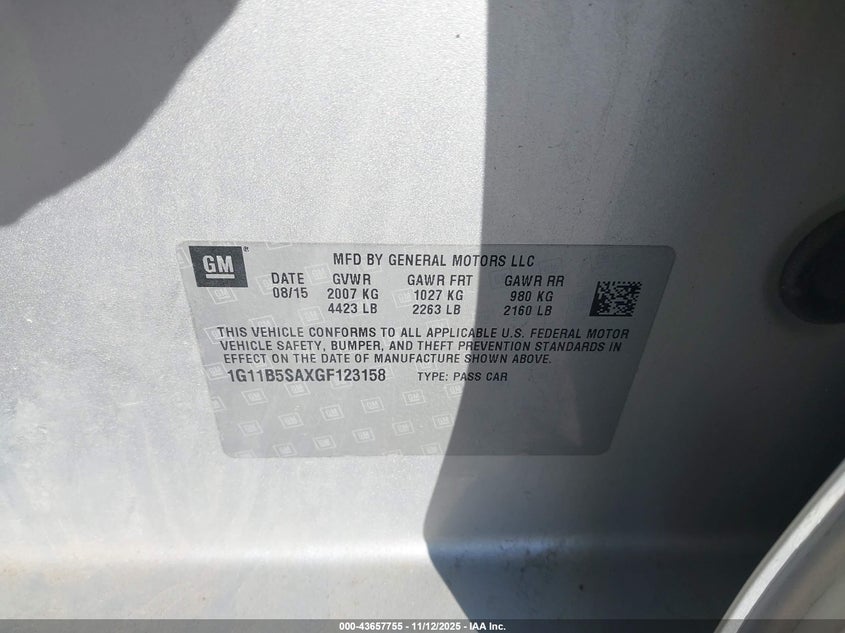 GM®
MFD BY GENERAL MOTORS LLC
DATE GVWR GAWR FRT GAWR RR
08/15 2007 KG 1027 KG 980 KG
4423 LB 2263 LB 2160 LB
THIS VEHICLE CONFORMS TO ALL APPLICABLE U.S. FEDERAL MOTOR
VEHICLE SAFETY, BUMPER, AND THEFT PREVENTION STANDARDS IN
EFFECT ON THE DATE OF MANUFACTURE SHOWN ABOVE.
1G11B5SAXGF123158 TYPE: PASS CAR
000-43657755 - 11/12/2025 - IAA Inc.